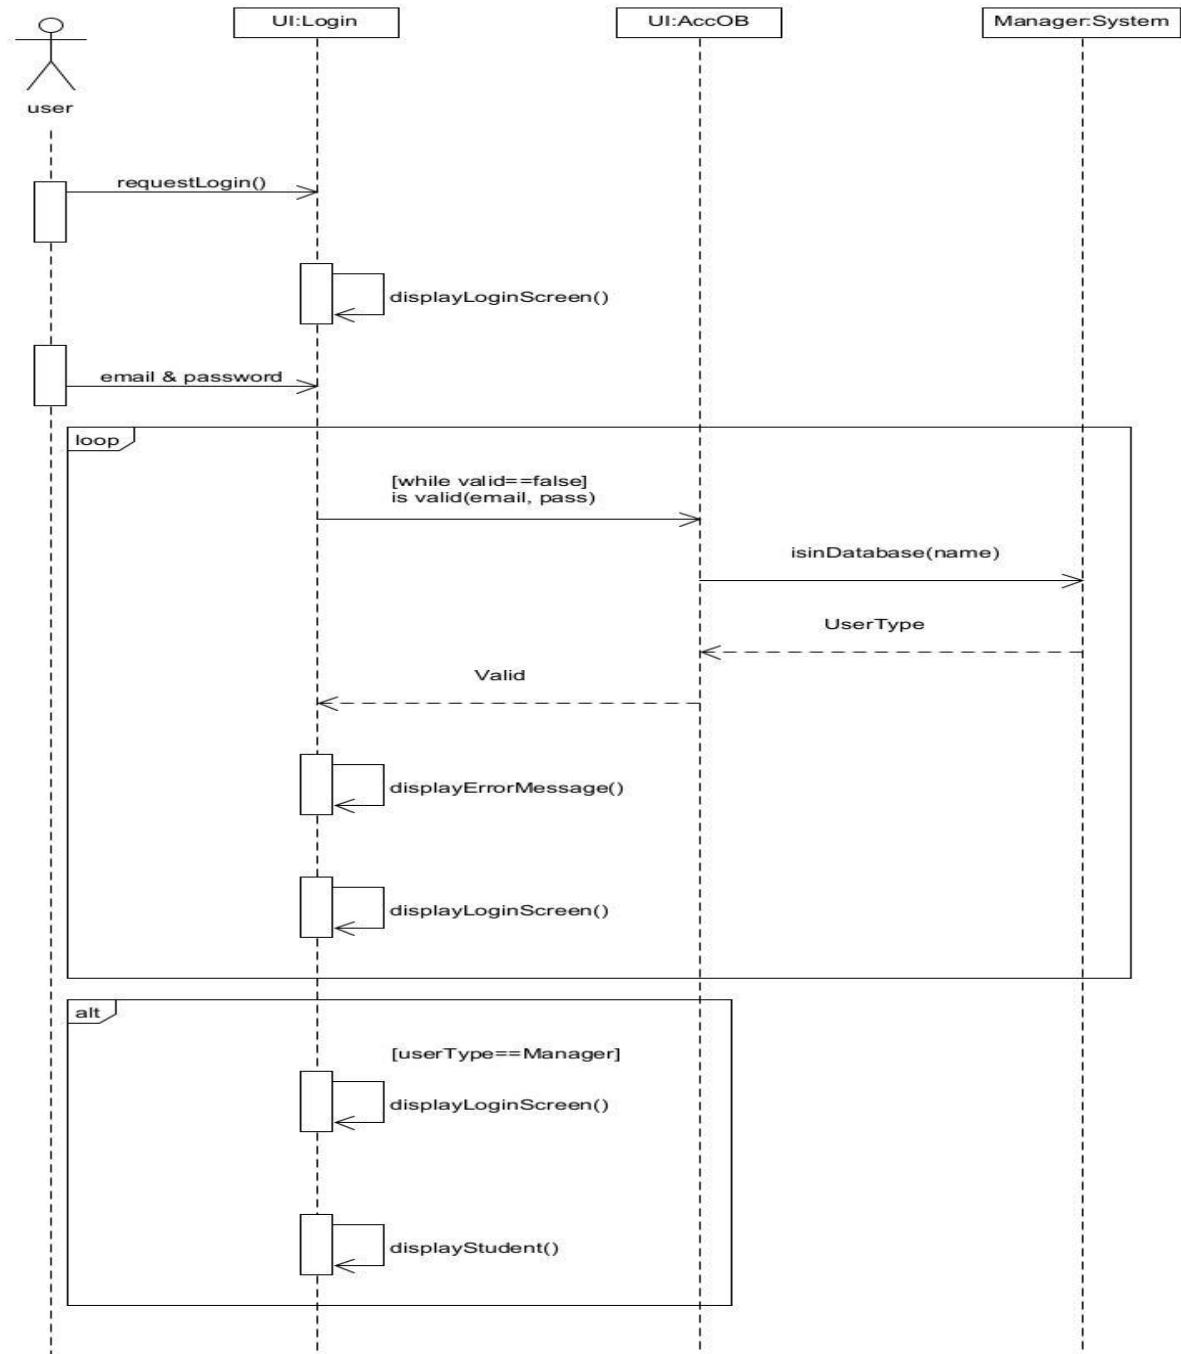 UI:Login
UI:AccOB
Manager:System
user
requestLogin()
displayLoginScreen()
email & password
loop
[while valid==false]
is valid(email, pass)
isinDatabase(name)
UserType
Valid
displayErrorMessage()
displayLoginScreen()
alt
[userType==Manager]
displayLoginScreen()
displayStudent()